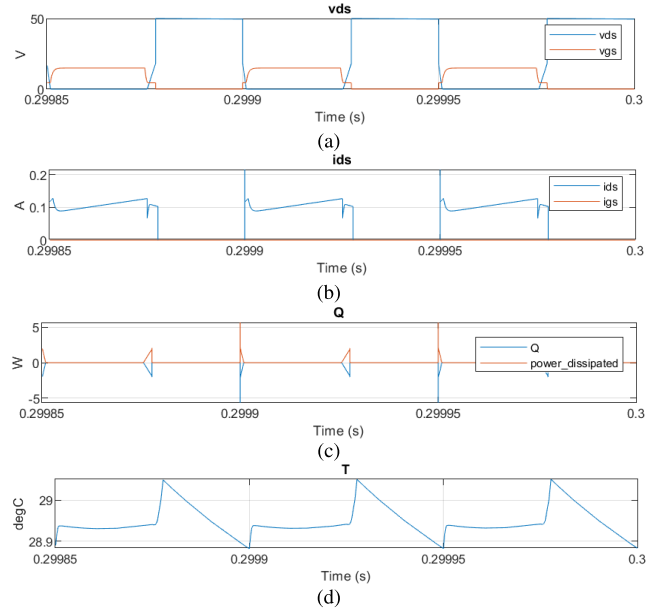 vds
V
50
0
vds
vgs
0.29985 0.2999 0.29995 0.3
Time (s)
(a)
ids
A
0.2
0.1
0
ids
igs
0.29985 0.2999 0.29995 0.3
Time (s)
(b)
Q
W
5
0
-5
Q
power_dissipated
0.29985 0.2999 0.29995 0.3
Time (s)
(c)
T
degC
29
28.9
0.29985 0.2999 0.29995 0.3
Time (s)
(d)